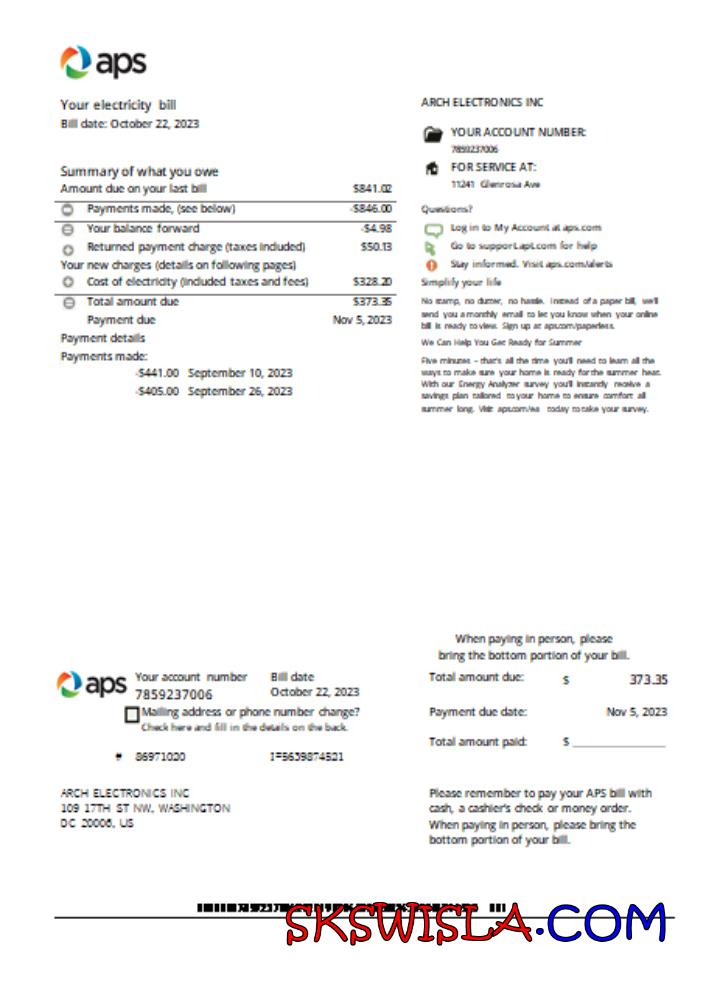 aps
Your electricity bill
Bill date: October 22, 2023
Summary of what you owe
Amount due on your last bill $841.02
Payments made, (see below) -$846.00
Your balance forward -$4.98
Returned payment charge (taxes included) $50.13
Your new charges (details on following pages)
Cost of electricity (included taxes and fees) $328.20
Total amount due $373.35
Payment due Nov 5, 2023
Payment details
Payments made:
-$441.00 September 10, 2023
-$405.00 September 26, 2023
ARCH ELECTRONICS INC
YOUR ACCOUNT NUMBER:
7859237006
FOR SERVICE AT:
11241 Glenrosa Ave
Questions?
Log in to My Account at aps.com
Go to support.apt.com for help
Stay informed. Visit aps.com/alerts
Simplify your life
No stamp, no clutter, no hassle. Instead of a paper bill, we'll
send you a monthly email to let you know when your online
bill is ready to view. Sign up at aps.com/paperless.
We Can Help You Get Ready for Summer
Five minutes - that's all the time you'll need to learn all the
ways to make sure your home is ready for the summer heat.
With our Energy Analyzer survey you'll instantly receive a
savings plan tailored to your home to ensure comfort all
summer long. Visit aps.com/ea today to take your survey.
When paying in person, please
bring the bottom portion of your bill.
aps
Your account number Bill date
7859237006 October 22, 2023
Mailing address or phone number change?
Check here and fill in the details on the back.
# 86971020 1=5639874521
Total amount due: $ 373.35
Payment due date: Nov 5, 2023
Total amount paid: $
ARCH ELECTRONICS INC
109 17TH ST NW, WASHINGTON
DC 20006, US
Please remember to pay your APS bill with
cash, a cashier's check or money order.
When paying in person, please bring the
bottom portion of your bill.
SKSWISLA.COM